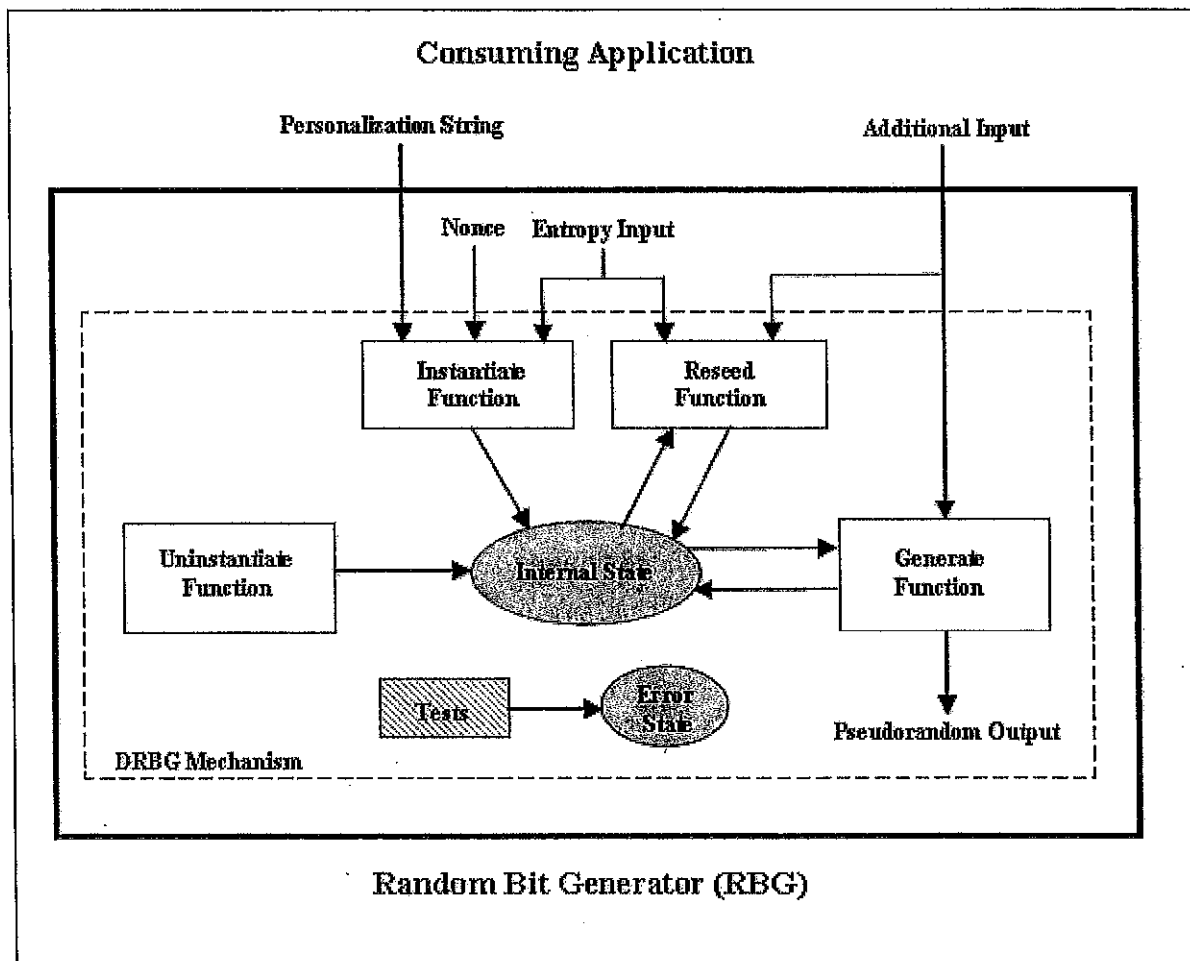 Consuming Application
Personalization String
Additional Input
Nonce
Entropy Input
Instantiate
Function
Reseed
Function
Uninstantiate
Function
Internal State
Generate
Function
Tests
Error
State
Pseudorandom Output
DRBG Mechanism
Random Bit Generator (RBG)